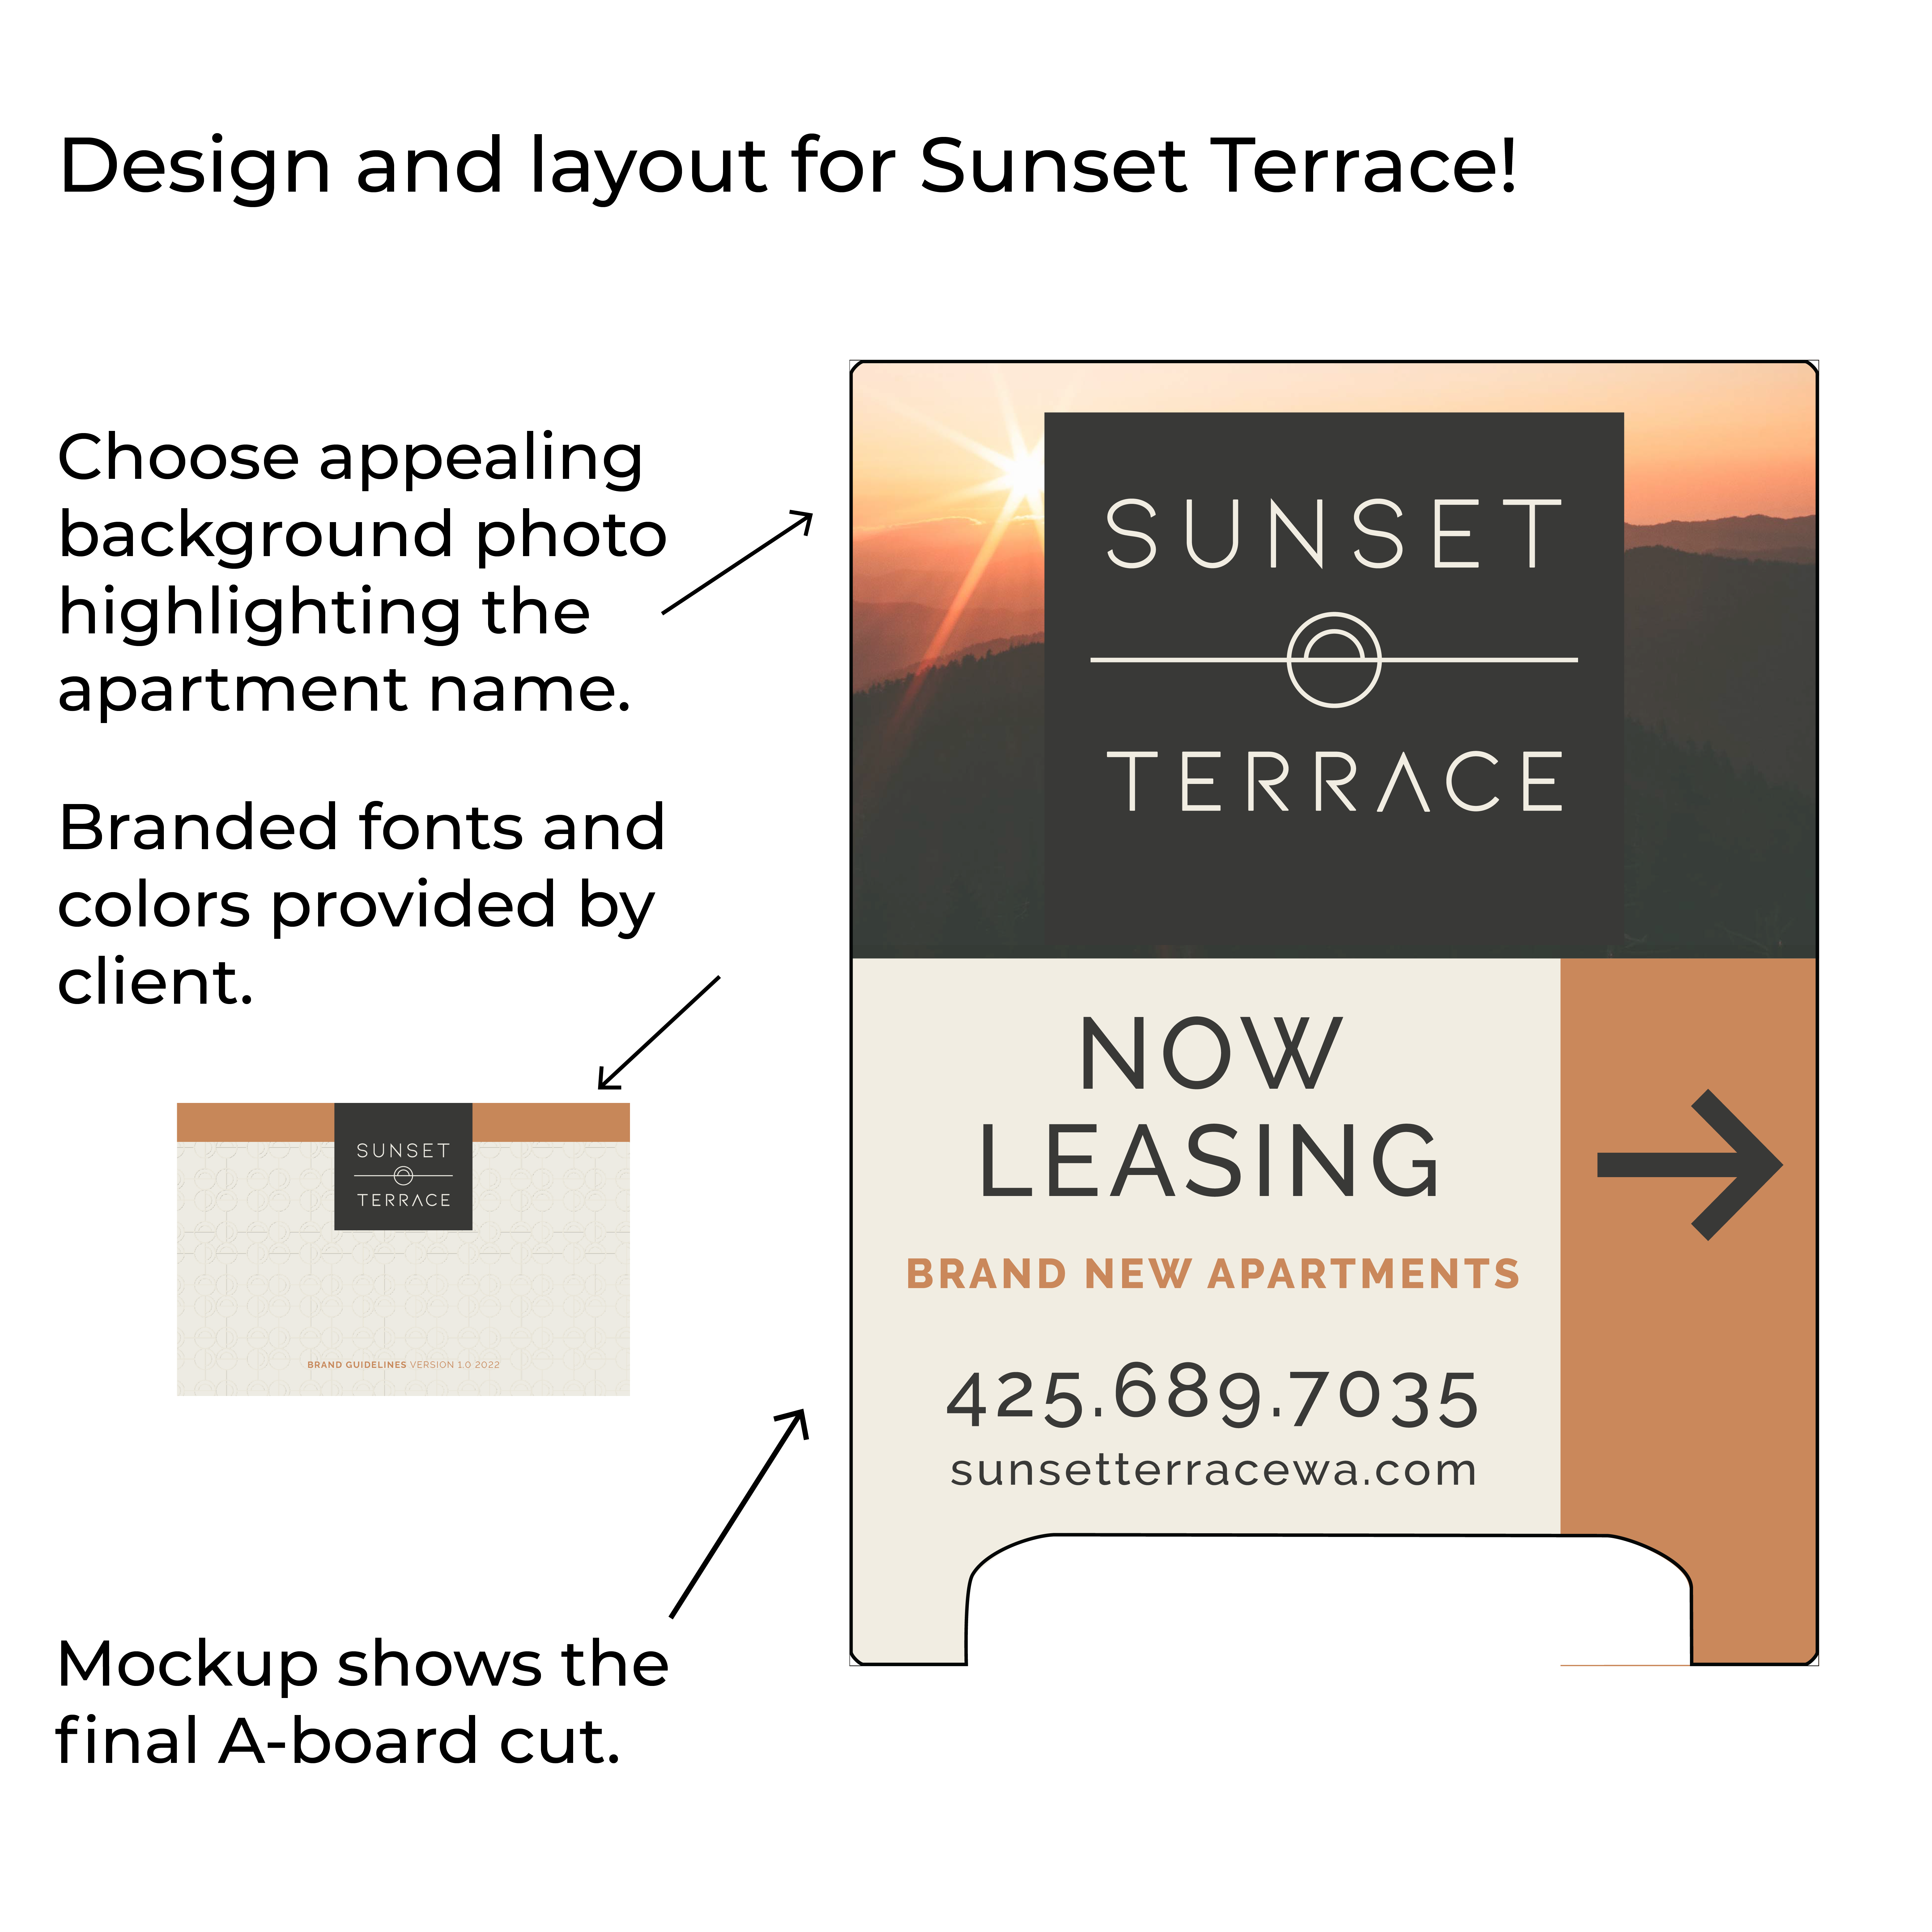 Design and layout for Sunset Terrace!
Choose appealing
background photo
highlighting the
apartment name.
Branded fonts and
colors provided by
client.
SUNSET
TERRACE
BRAND GUIDELINES VERSION 1.0 2022
Mockup shows the
final A-board cut.
SUNSET
TERRACE
NOW
LEASING
BRAND NEW APARTMENTS
425.689.7035
sunsetterracewa.com